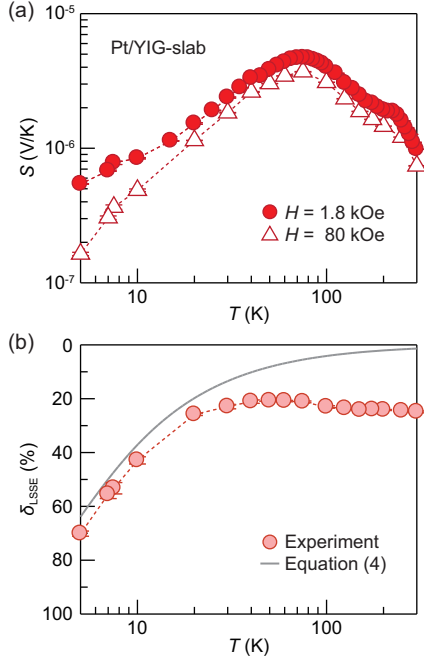 (a)
10⁻⁵
Pt/YIG-slab
S (V/K)
10⁻⁶
H = 1.8 kOe
H = 80 kOe
10⁻⁷
10
100
T (K)
(b)
0
20
40
δLSSE (%)
60
80
Experiment
Equation (4)
100
10
100
T (K)